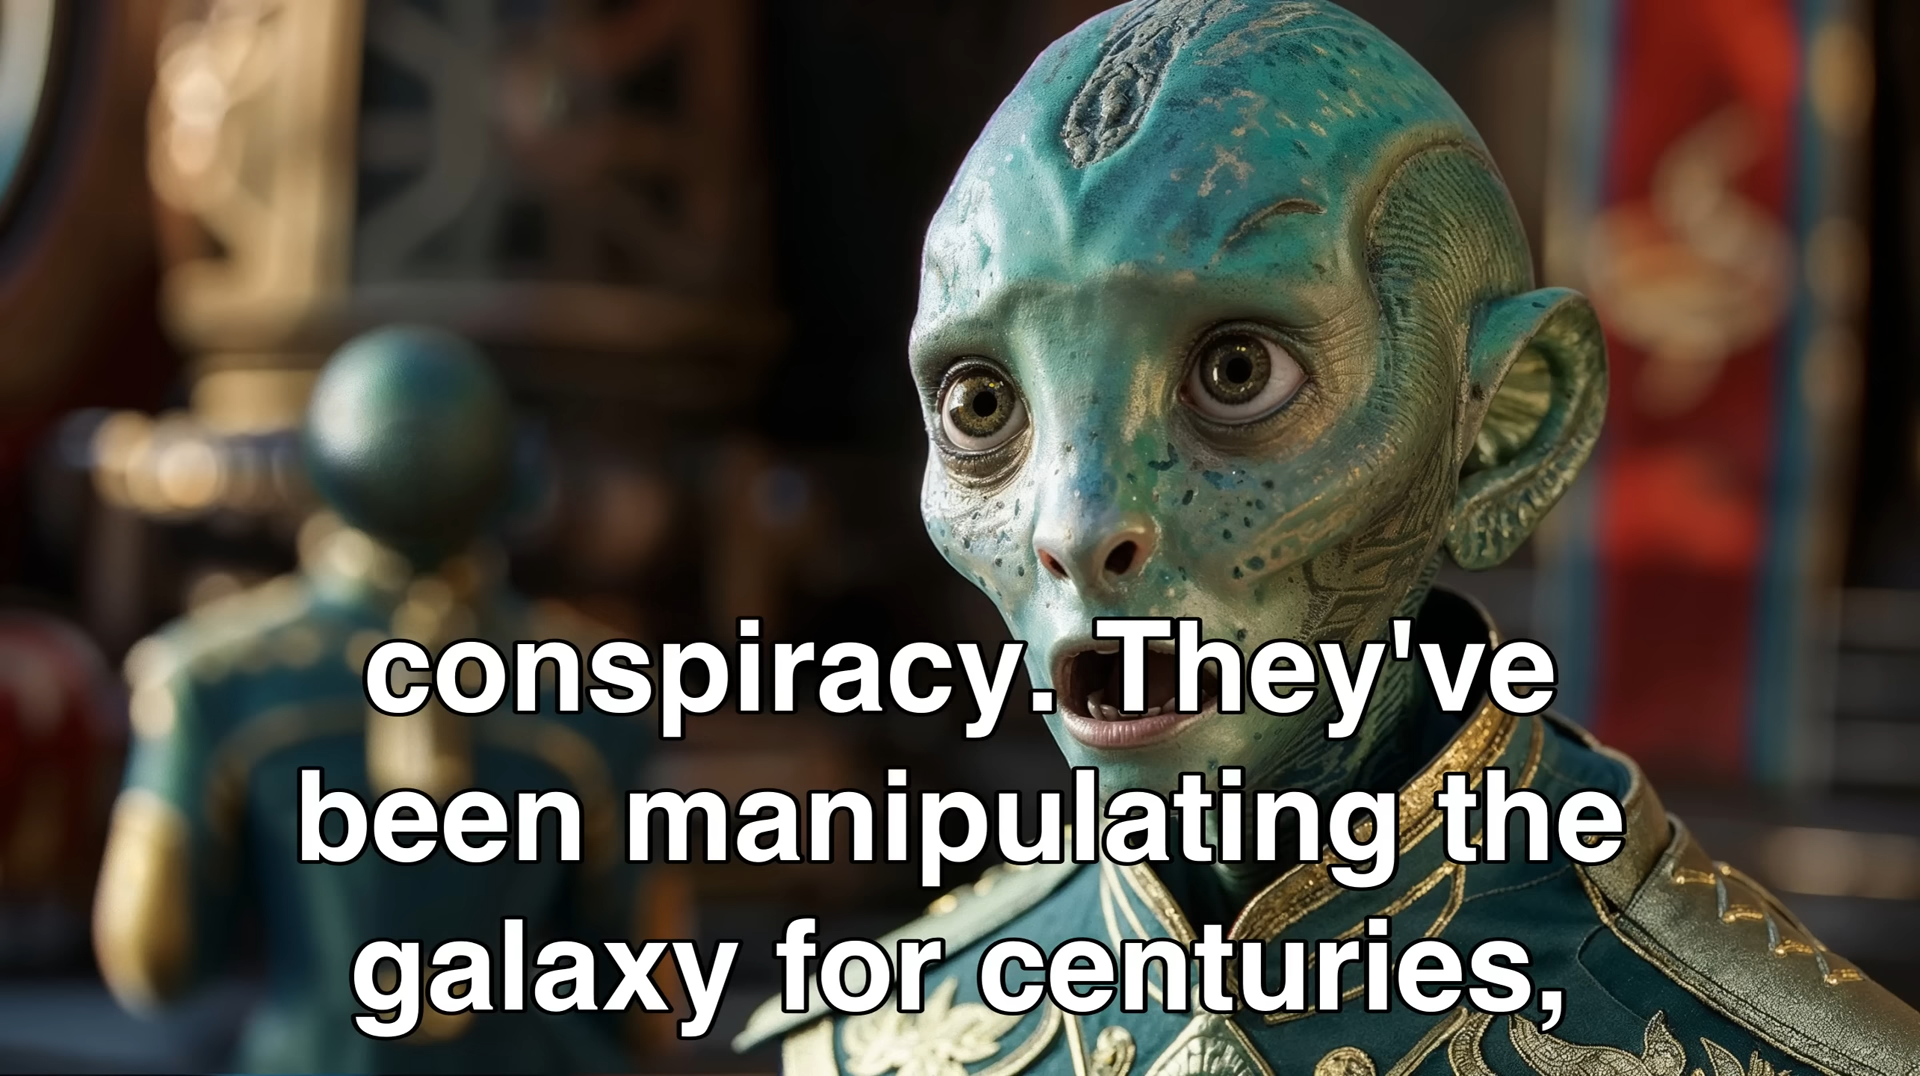 conspiracy. They've
been manipulating the
galaxy for centuries,